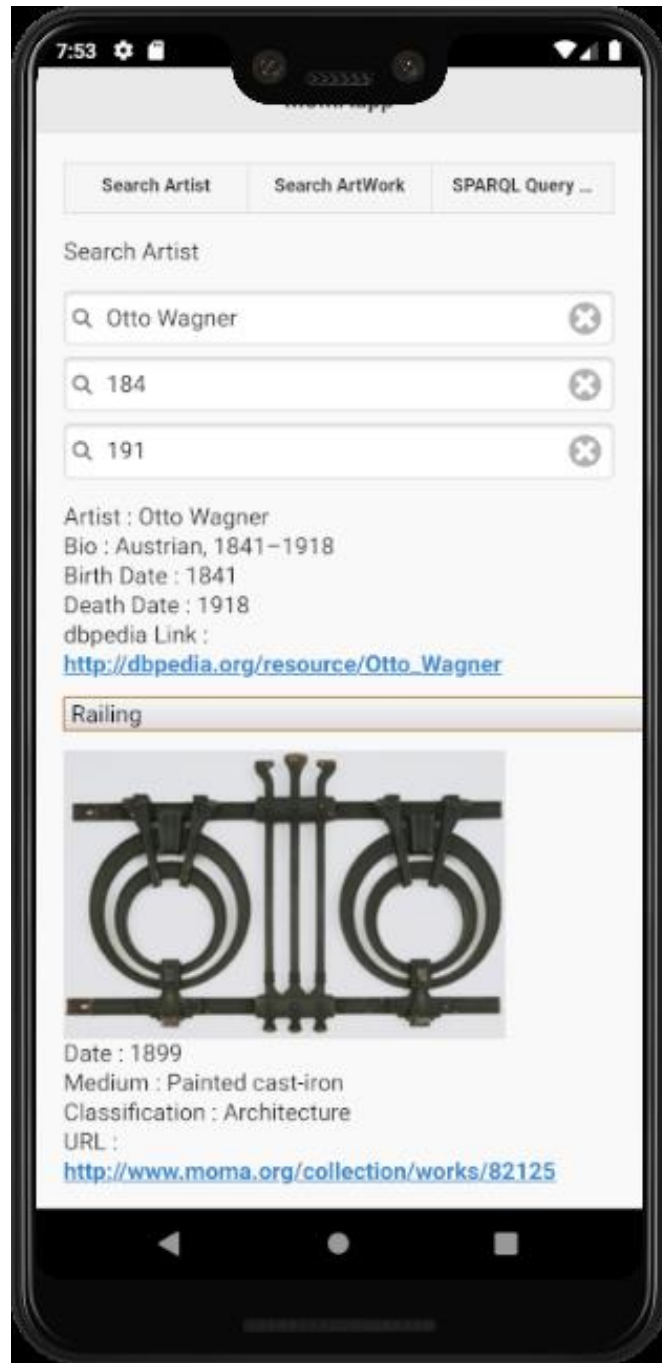 7:53
Search Artist
Search ArtWork
SPARQL Query ...
Search Artist
Otto Wagner
184
191
Artist : Otto Wagner
Bio : Austrian, 1841–1918
Birth Date : 1841
Death Date : 1918
dbpedia Link :
http://dbpedia.org/resource/Otto_Wagner
Railing
Date : 1899
Medium : Painted cast-iron
Classification : Architecture
URL :
http://www.moma.org/collection/works/82125